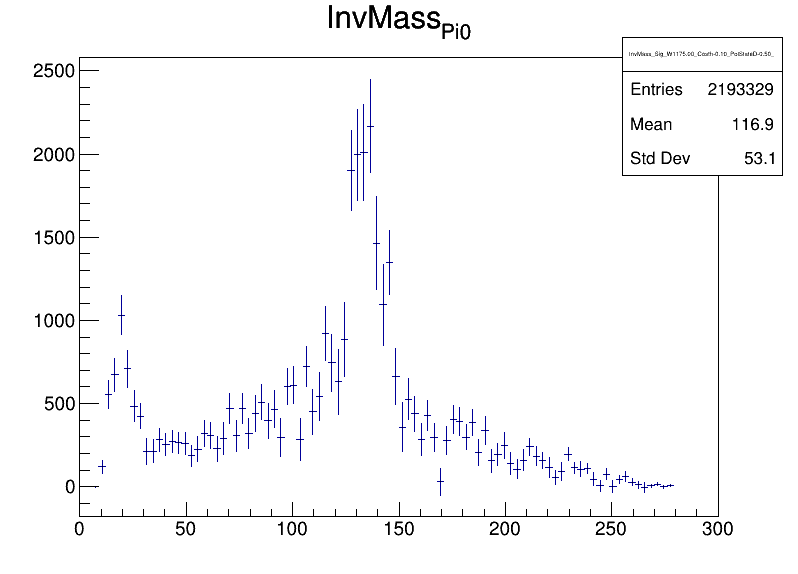 InvMass_Pi0
InvMass_Sig_W1175.00_Costh-0.10_PolStateD-0.50_
Entries 2193329
Mean 116.9
Std Dev 53.1
2500
2000
1500
1000
500
0
0 50 100 150 200 250 300